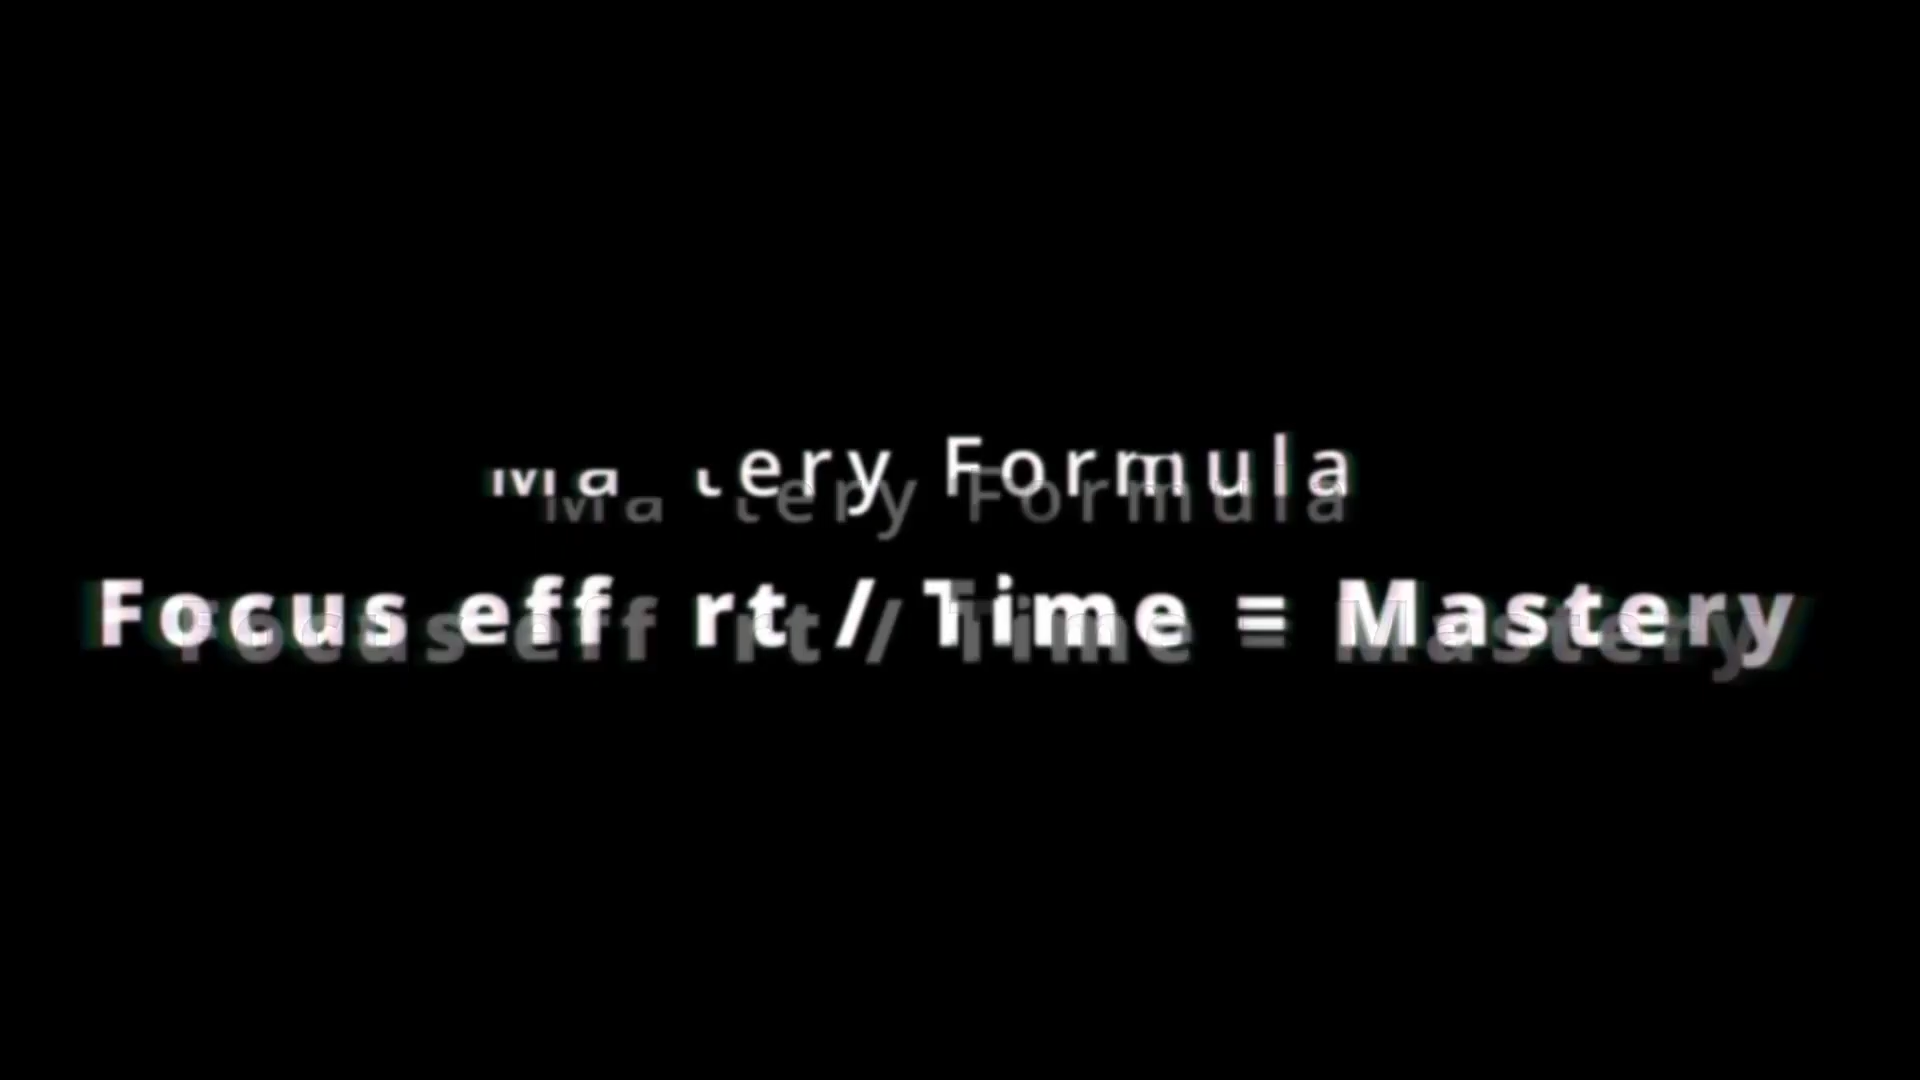 Ma tery Formula
Focus eff rt / Time = Mastery